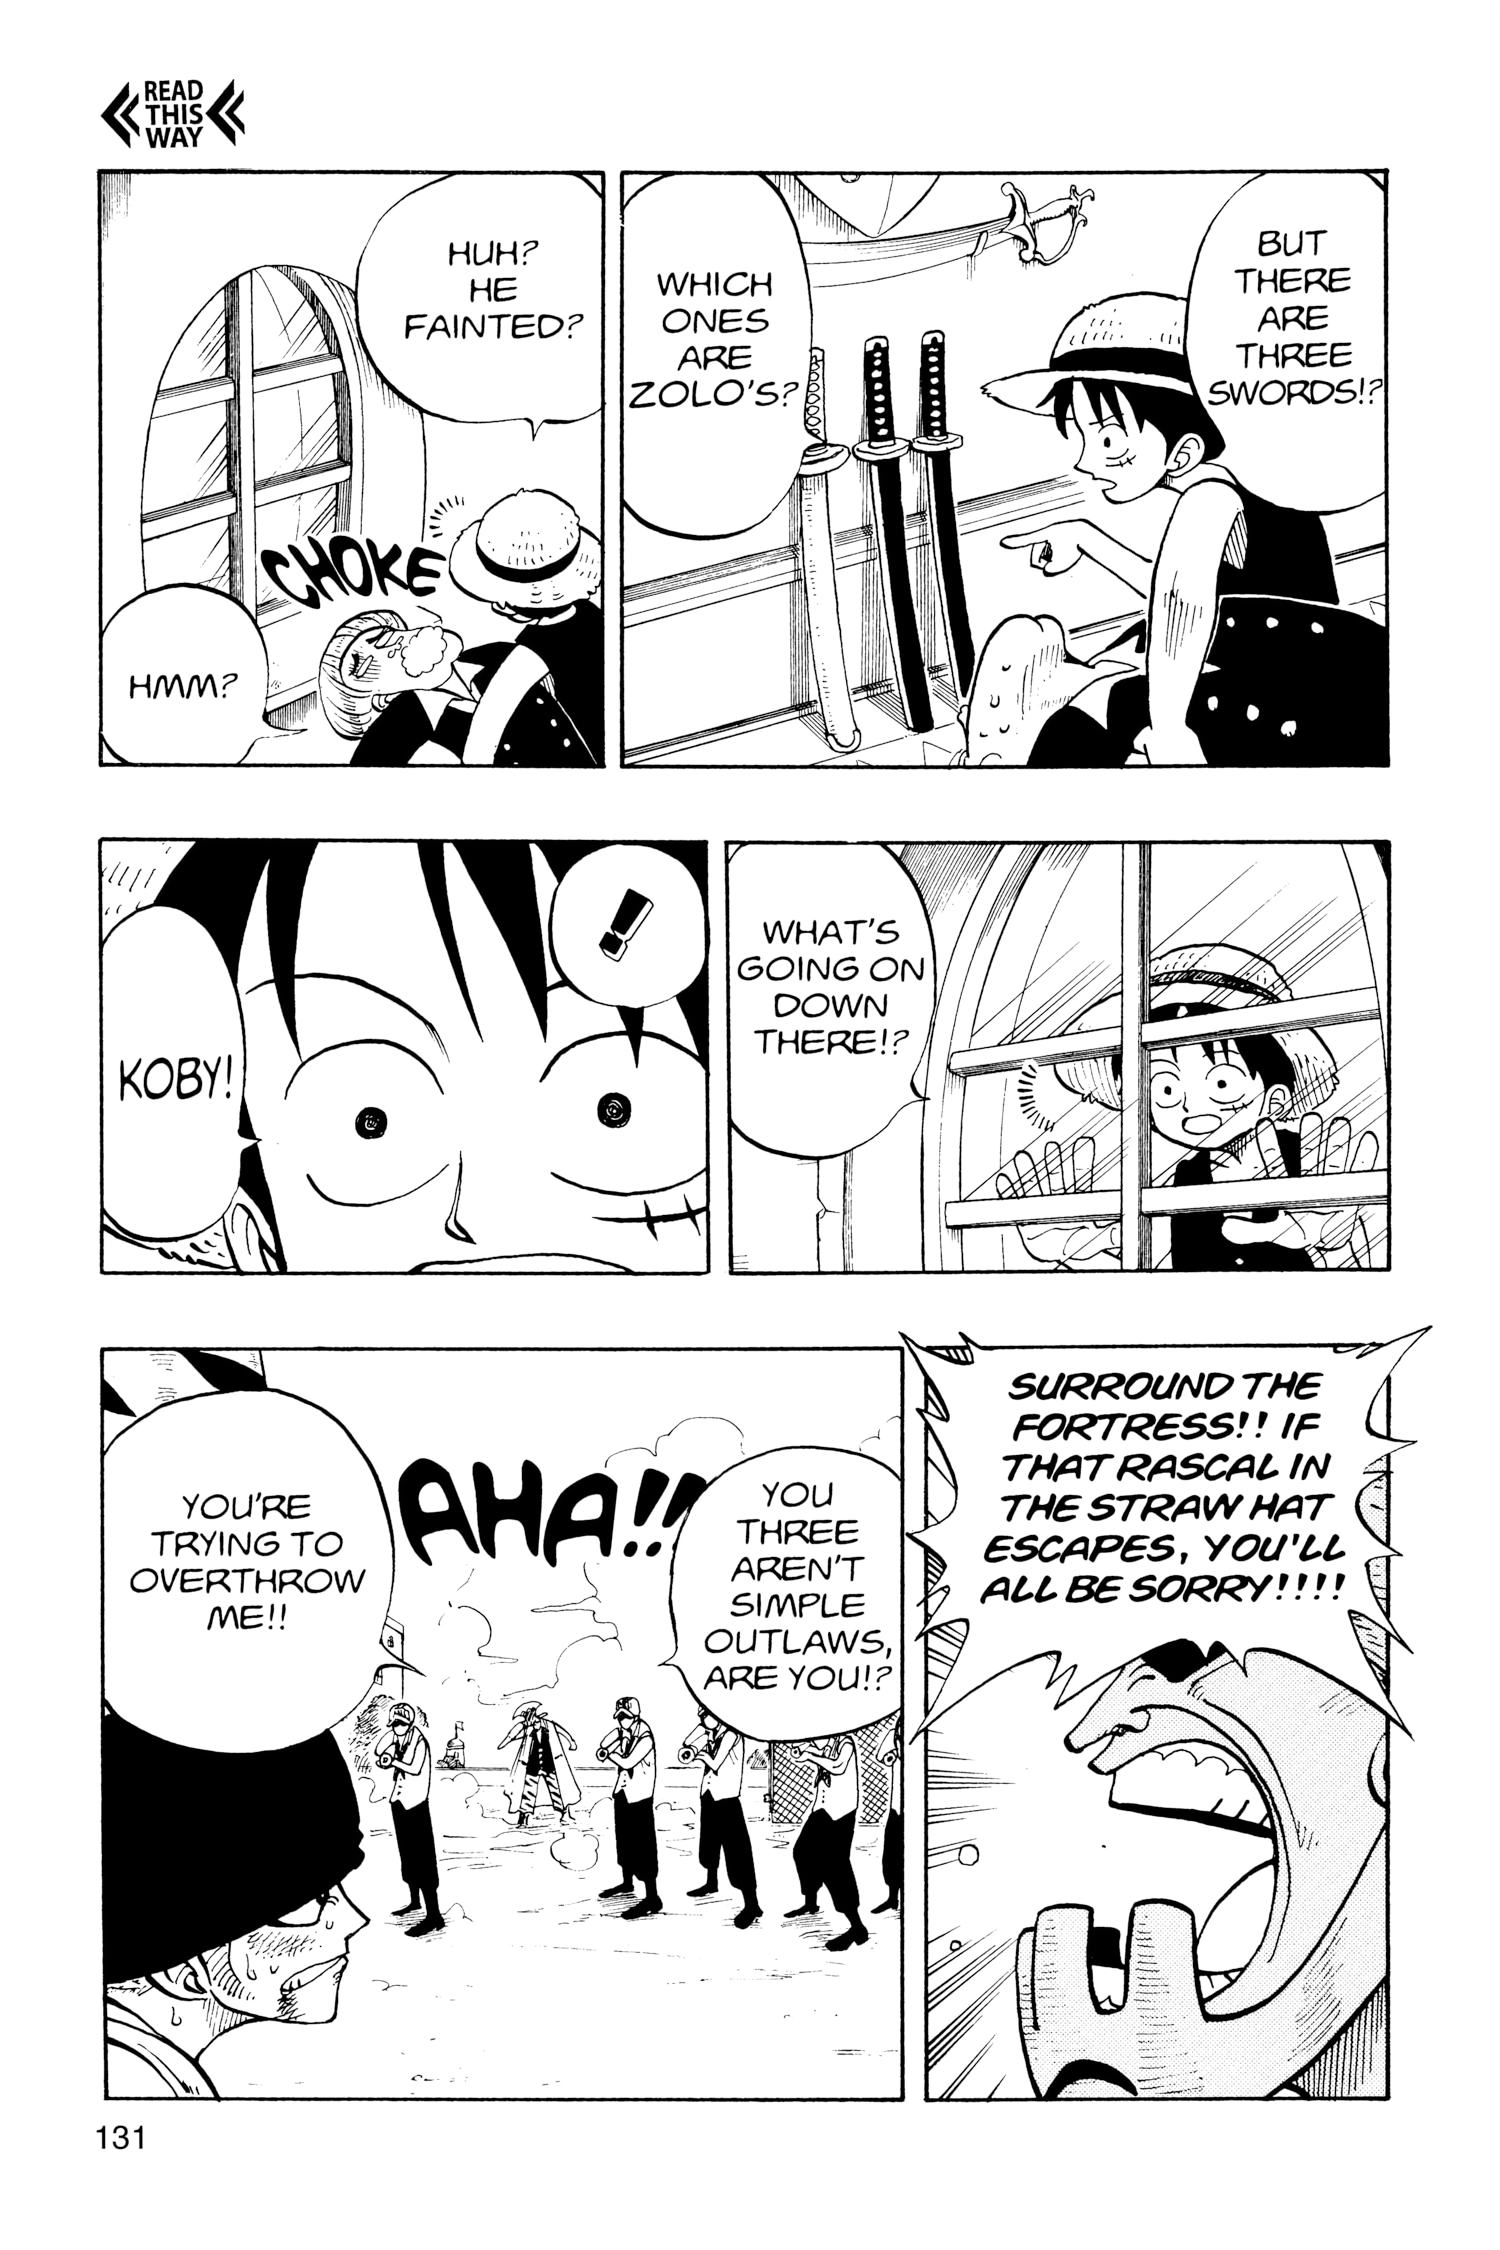 READ
THIS
WAY
BUT
THERE
ARE
THREE
SWORDS!?
WHICH
ONES
ARE
ZOLO'S?
HUH?
HE
FAINTED?
CHOKE
HMM?
WHAT'S
GOING ON
DOWN
THERE!?
!
KOBY!
SURROUND THE
FORTRESS!! IF
THAT RASCAL IN
THE STRAW HAT
ESCAPES, YOU'LL
ALL BE SORRY!!!!
YOU
THREE
AREN'T
SIMPLE
OUTLAWS,
ARE YOU!?
AHA!!
YOU'RE
TRYING TO
OVERTHROW
ME!!
131